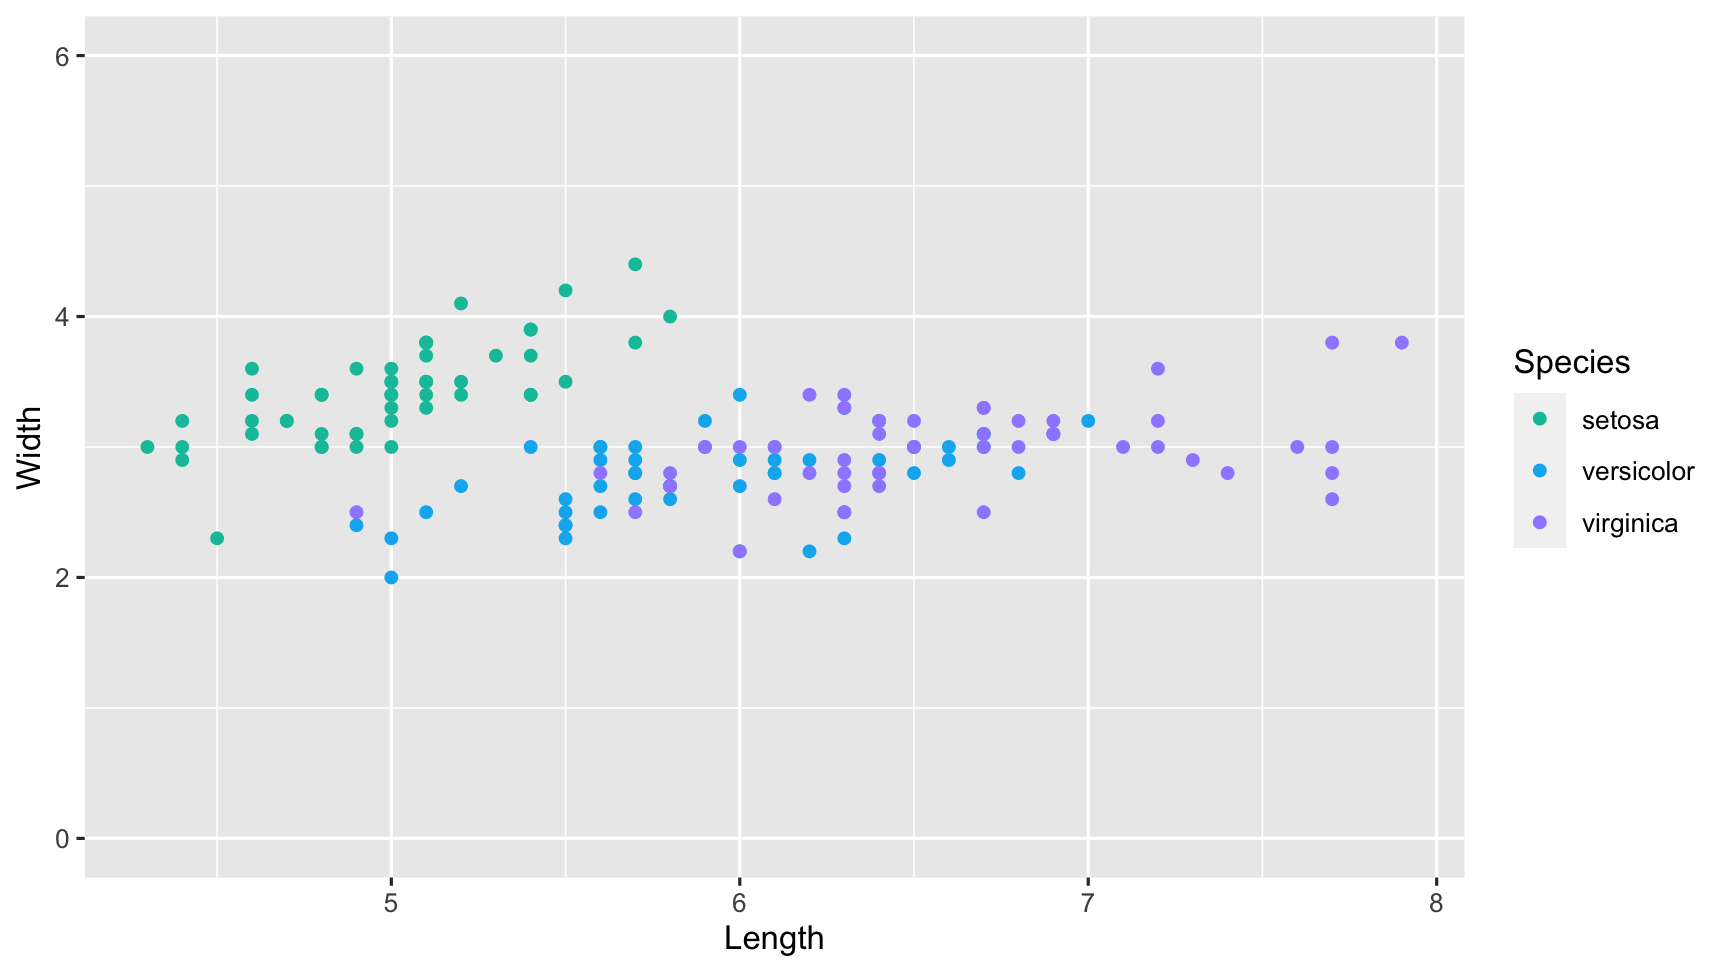 6
4
2
0
Width
5 6 7 8
Length
Species
setosa
versicolor
virginica